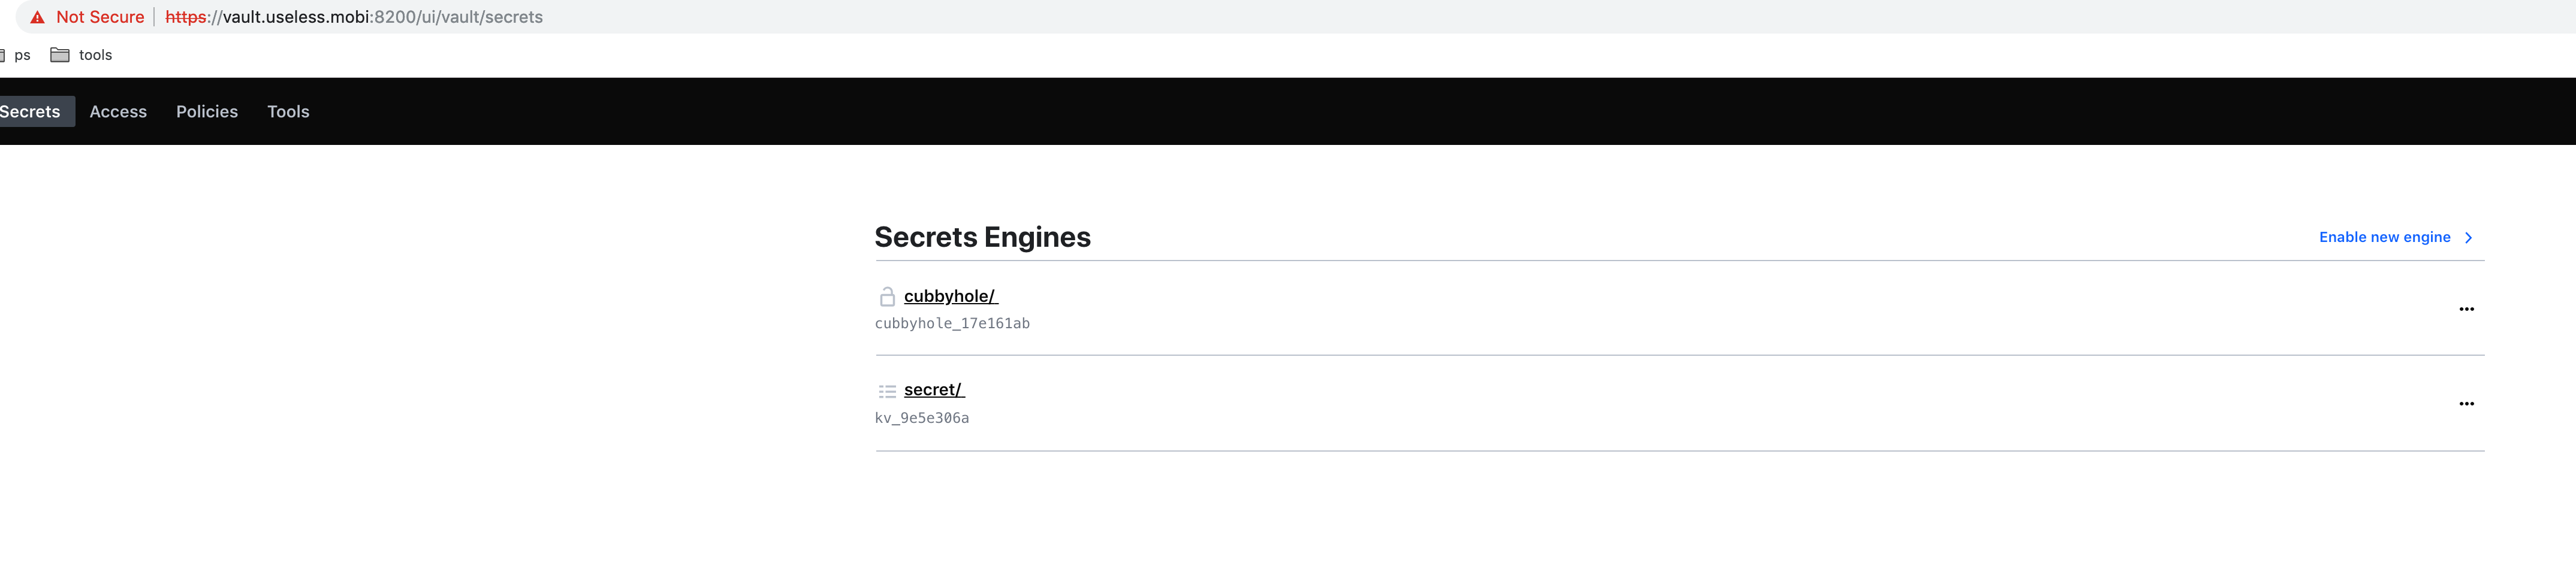 Not Secure | https://vault.useless.mobi:8200/ui/vault/secrets
ps tools
Secrets Access Policies Tools
Secrets Engines Enable new engine
cubbyhole/
cubbyhole_17e161ab
secret/
kv_9e5e306a